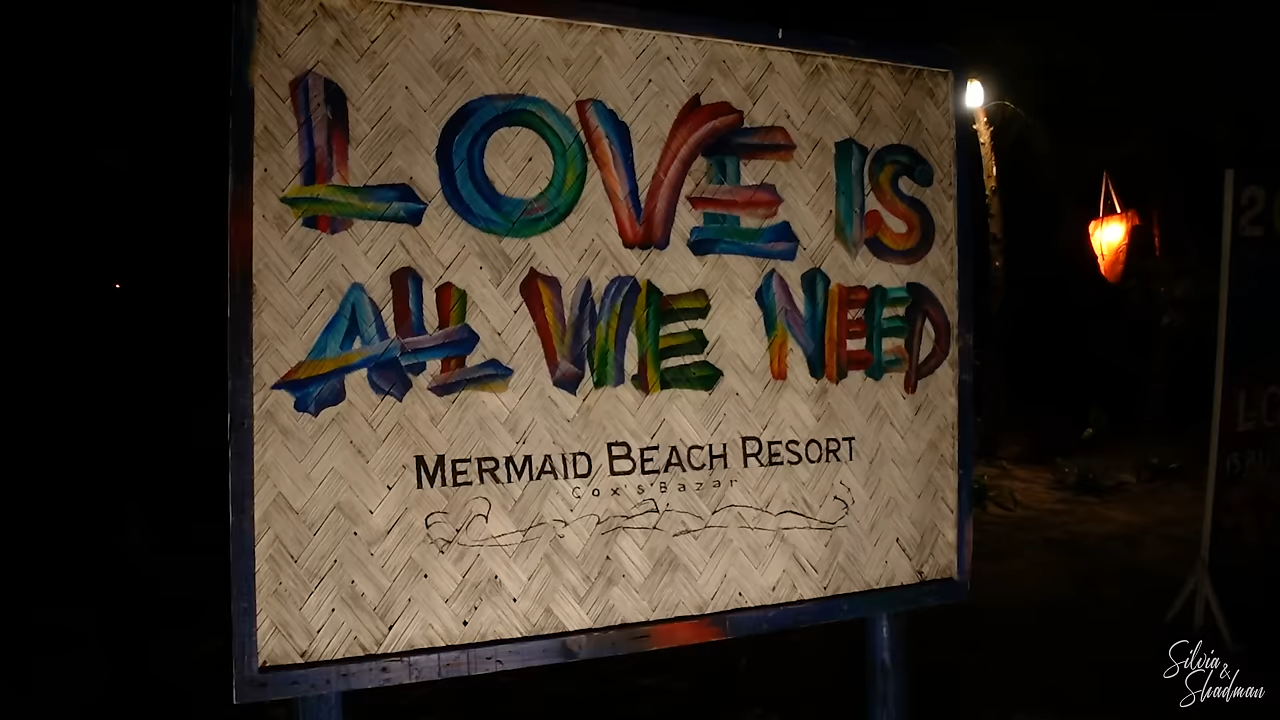 LOVE IS
ALL WE NEED
MERMAID BEACH RESORT
Cox's Bazar
Silvia
&
Shadman